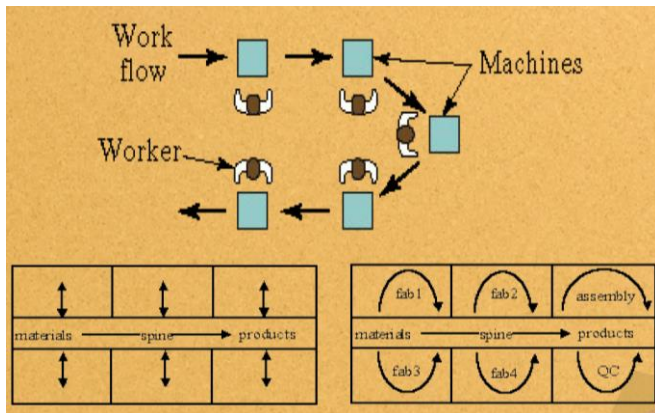 Work
flow
Machines
Worker
materials spine products
fab1 fab2 assembly
materials spine products
fab3 fab4 QC